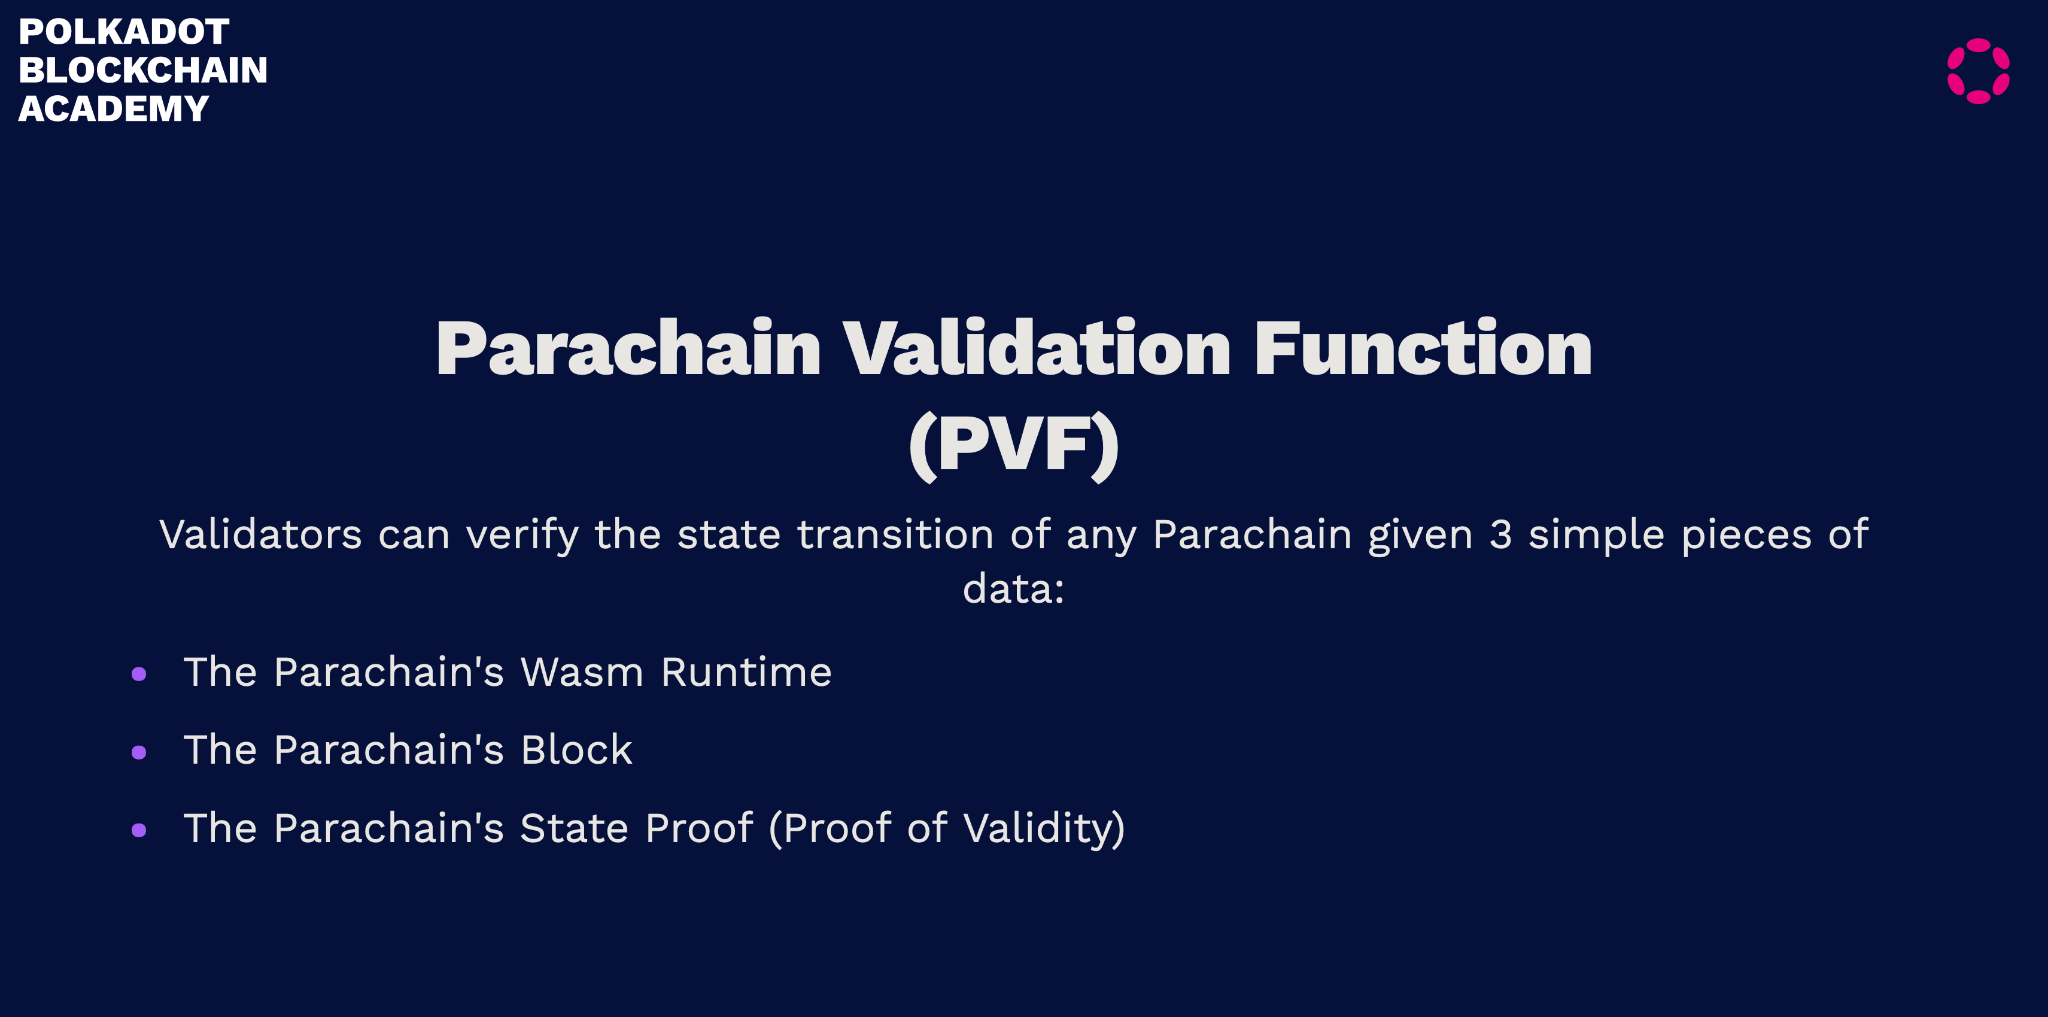 POLKADOT
BLOCKCHAIN
ACADEMY
Parachain Validation Function
(PVF)
Validators can verify the state transition of any Parachain given 3 simple pieces of
data:
• The Parachain's Wasm Runtime
• The Parachain's Block
• The Parachain's State Proof (Proof of Validity)